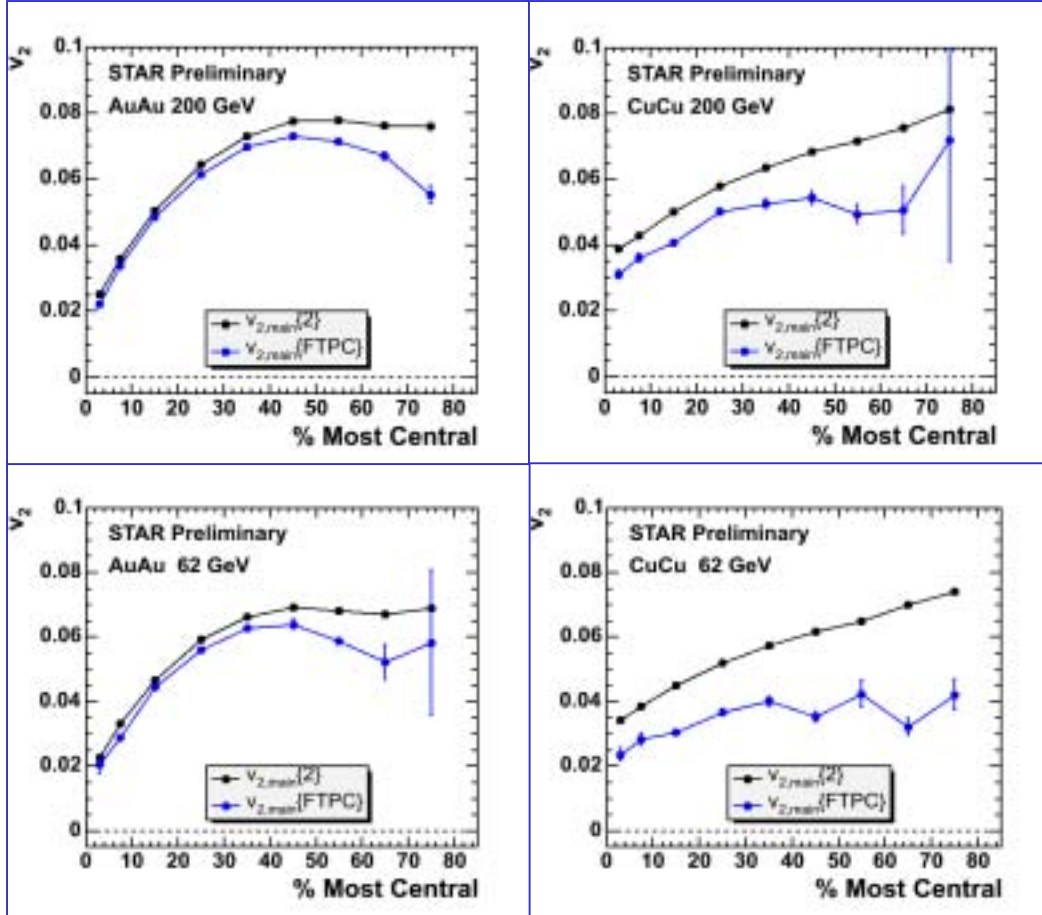 0.1
v2
STAR Preliminary
AuAu 200 GeV
0.08
0.06
0.04
0.02
v2,main{2}
v2,main{FTPC}
0
0 10 20 30 40 50 60 70 80
% Most Central
0.1
v2
STAR Preliminary
CuCu 200 GeV
0.08
0.06
0.04
0.02
v2,main{2}
v2,main{FTPC}
0
0 10 20 30 40 50 60 70 80
% Most Central
0.1
v2
STAR Preliminary
AuAu 62 GeV
0.08
0.06
0.04
0.02
v2,main{2}
v2,main{FTPC}
0
0 10 20 30 40 50 60 70 80
% Most Central
0.1
v2
STAR Preliminary
CuCu 62 GeV
0.08
0.06
0.04
0.02
v2,main{2}
v2,main{FTPC}
0
0 10 20 30 40 50 60 70 80
% Most Central